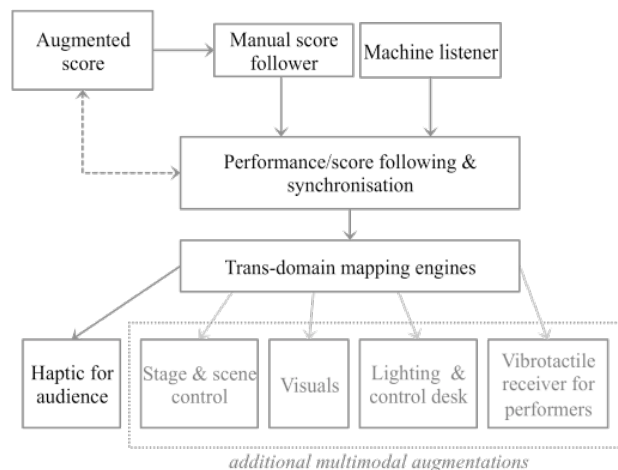 Augmented
score
Manual score
follower
Machine listener
Performance/score following &
synchronisation
Trans-domain mapping engines
Haptic for
audience
Stage & scene
control
Visuals
Lighting &
control desk
Vibrotactile
receiver for
performers
additional multimodal augmentations